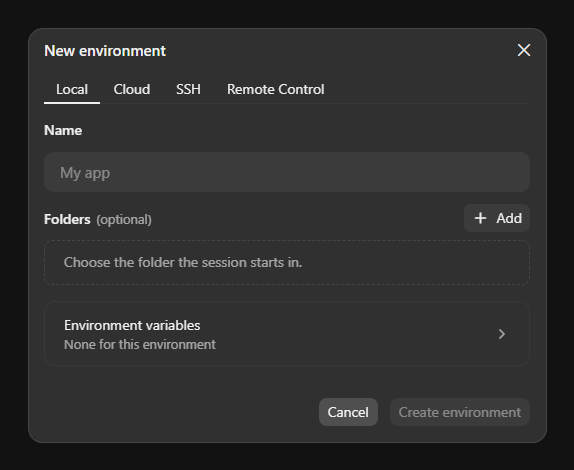 New environment
Local Cloud SSH Remote Control
Name
My app
Folders (optional) Add
Choose the folder the session starts in.
Environment variables
None for this environment
Cancel Create environment